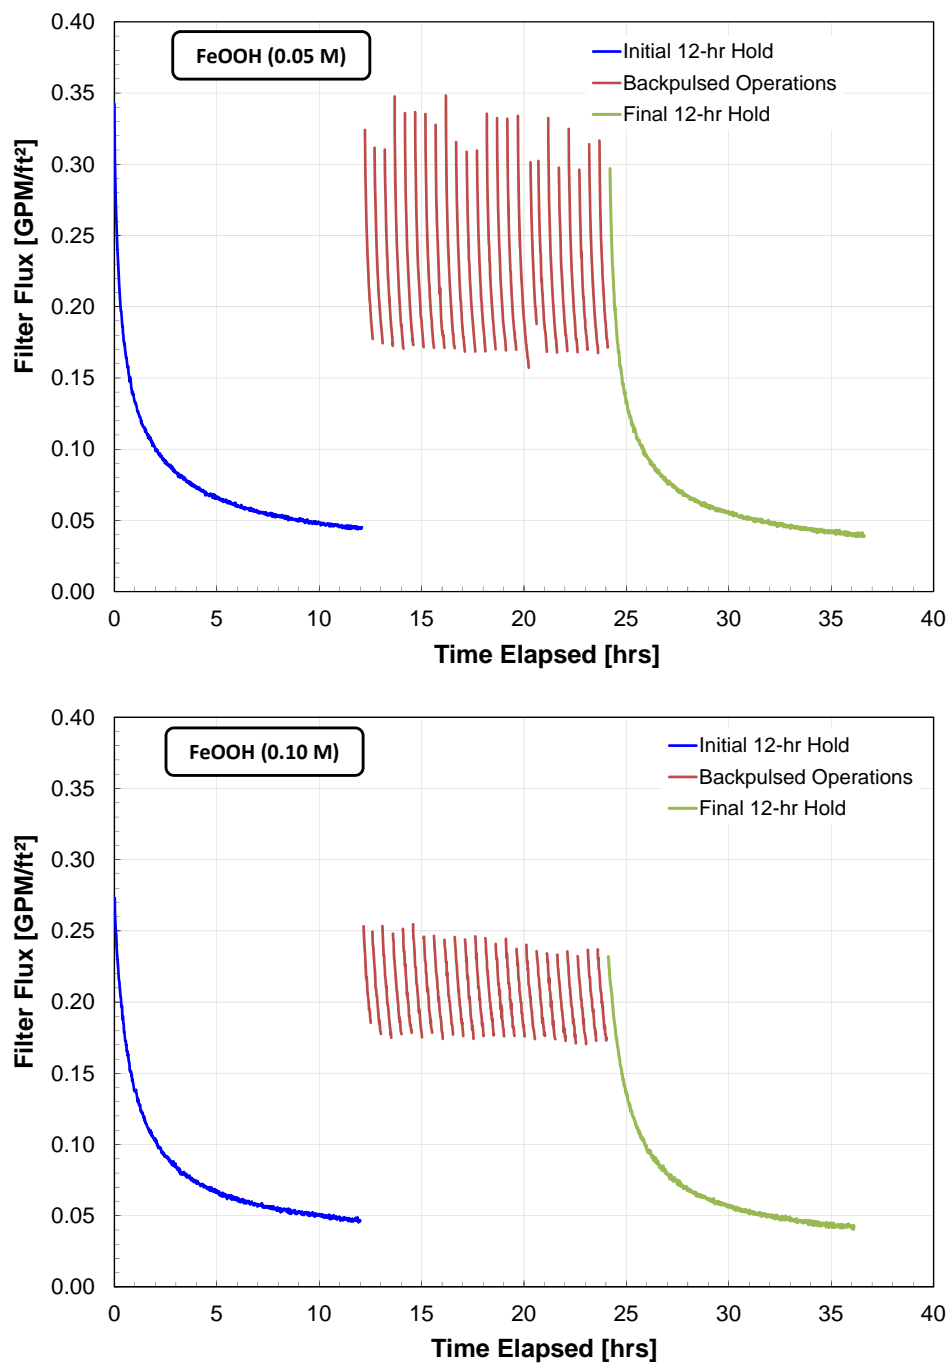 FeOOH (0.05 M)
Initial 12-hr Hold
Backpulsed Operations
Final 12-hr Hold
Filter Flux [GPM/ft²]
0.40
0.35
0.30
0.25
0.20
0.15
0.10
0.05
0.00
0 5 10 15 20 25 30 35 40
Time Elapsed [hrs]
FeOOH (0.10 M)
Initial 12-hr Hold
Backpulsed Operations
Final 12-hr Hold
Filter Flux [GPM/ft²]
0.40
0.35
0.30
0.25
0.20
0.15
0.10
0.05
0.00
0 5 10 15 20 25 30 35 40
Time Elapsed [hrs]